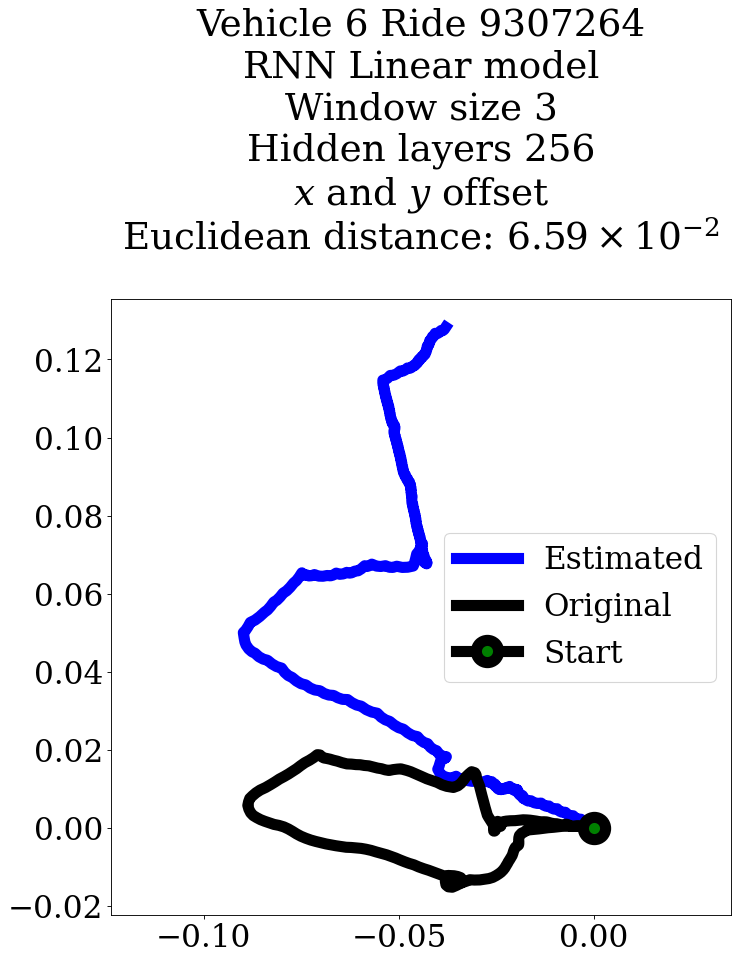 Vehicle 6 Ride 9307264
RNN Linear model
Window size 3
Hidden layers 256
x and y offset
Euclidean distance: 6.59 × 10⁻²
0.12
0.10
0.08
0.06
0.04
0.02
0.00
−0.02
Estimated
Original
Start
−0.10
−0.05
0.00